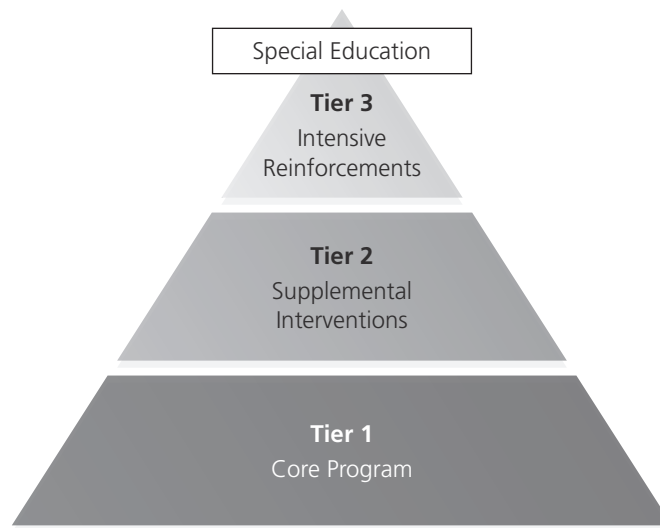 Special Education
Tier 3
Intensive
Reinforcements
Tier 2
Supplemental
Interventions
Tier 1
Core Program